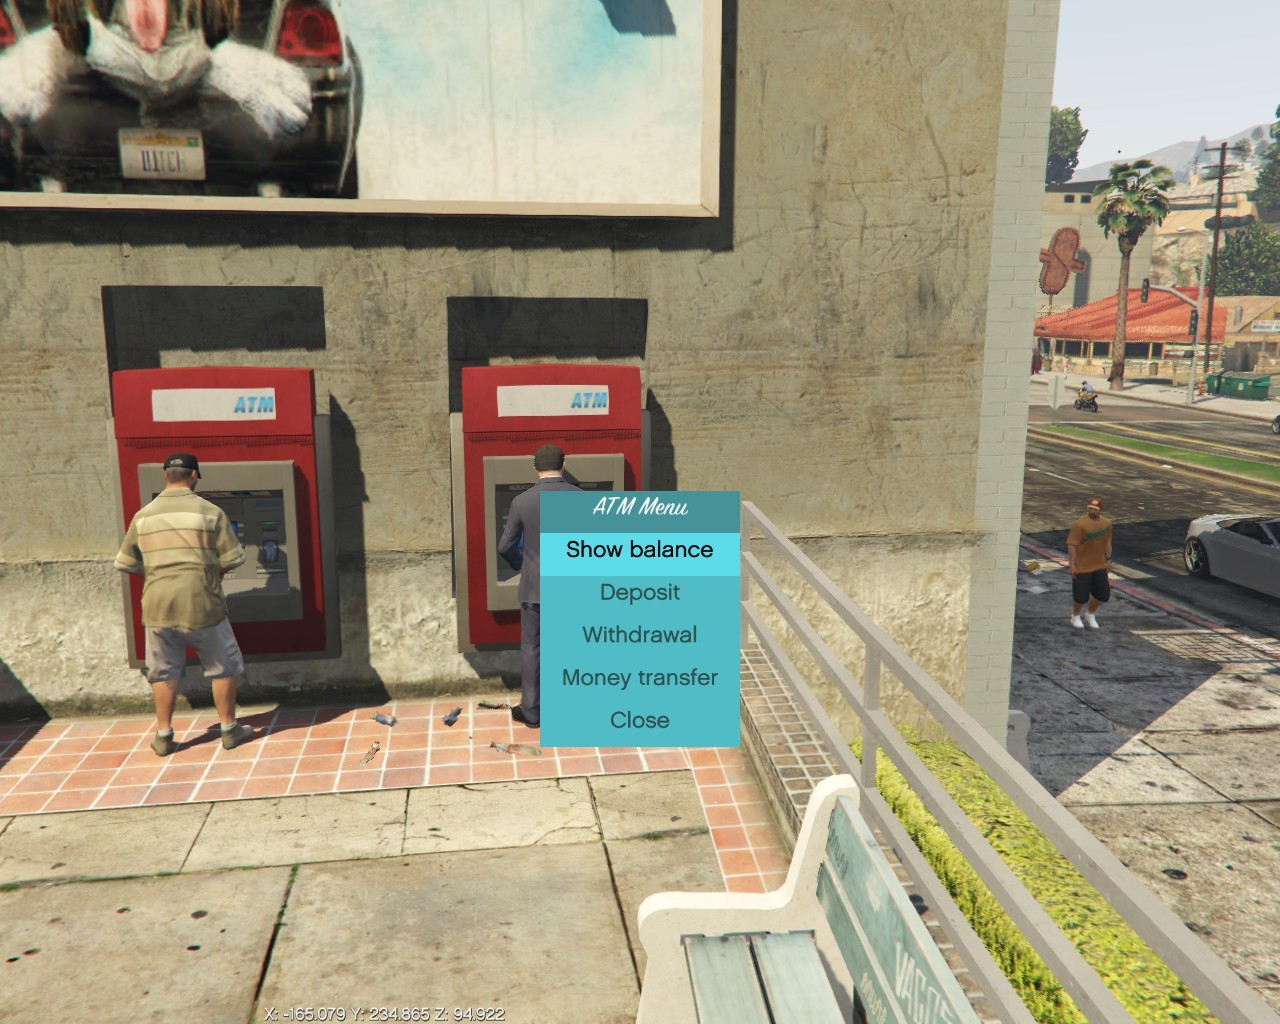 ATM
ATM
ATM Menu
Show balance
Deposit
Withdrawal
Money transfer
Close
X: -165.079 Y: 234.865 Z: 94.922